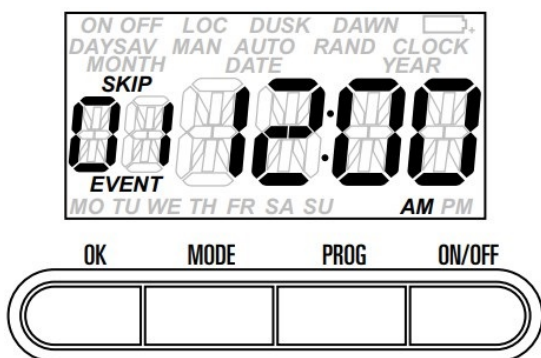 ON OFF LOC DUSK DAWN +
DAYSAV MAN AUTO RAND CLOCK
MONTH DATE YEAR
SKIP
01 12:00
EVENT
MO TU WE TH FR SA SU AM PM
OK MODE PROG ON/OFF